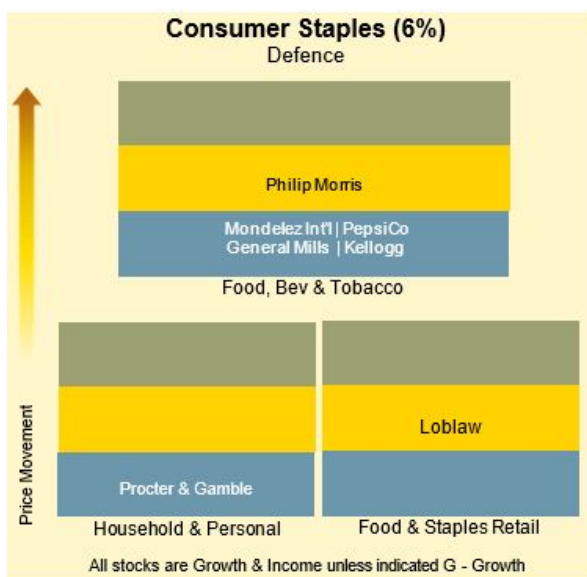 Consumer Staples (6%)
Defence
Philip Morris
Mondelez Int'l | PepsiCo
General Mills | Kellogg
Food, Bev & Tobacco
Price Movement
Procter & Gamble
Household & Personal
Loblaw
Food & Staples Retail
All stocks are Growth & Income unless indicated G - Growth